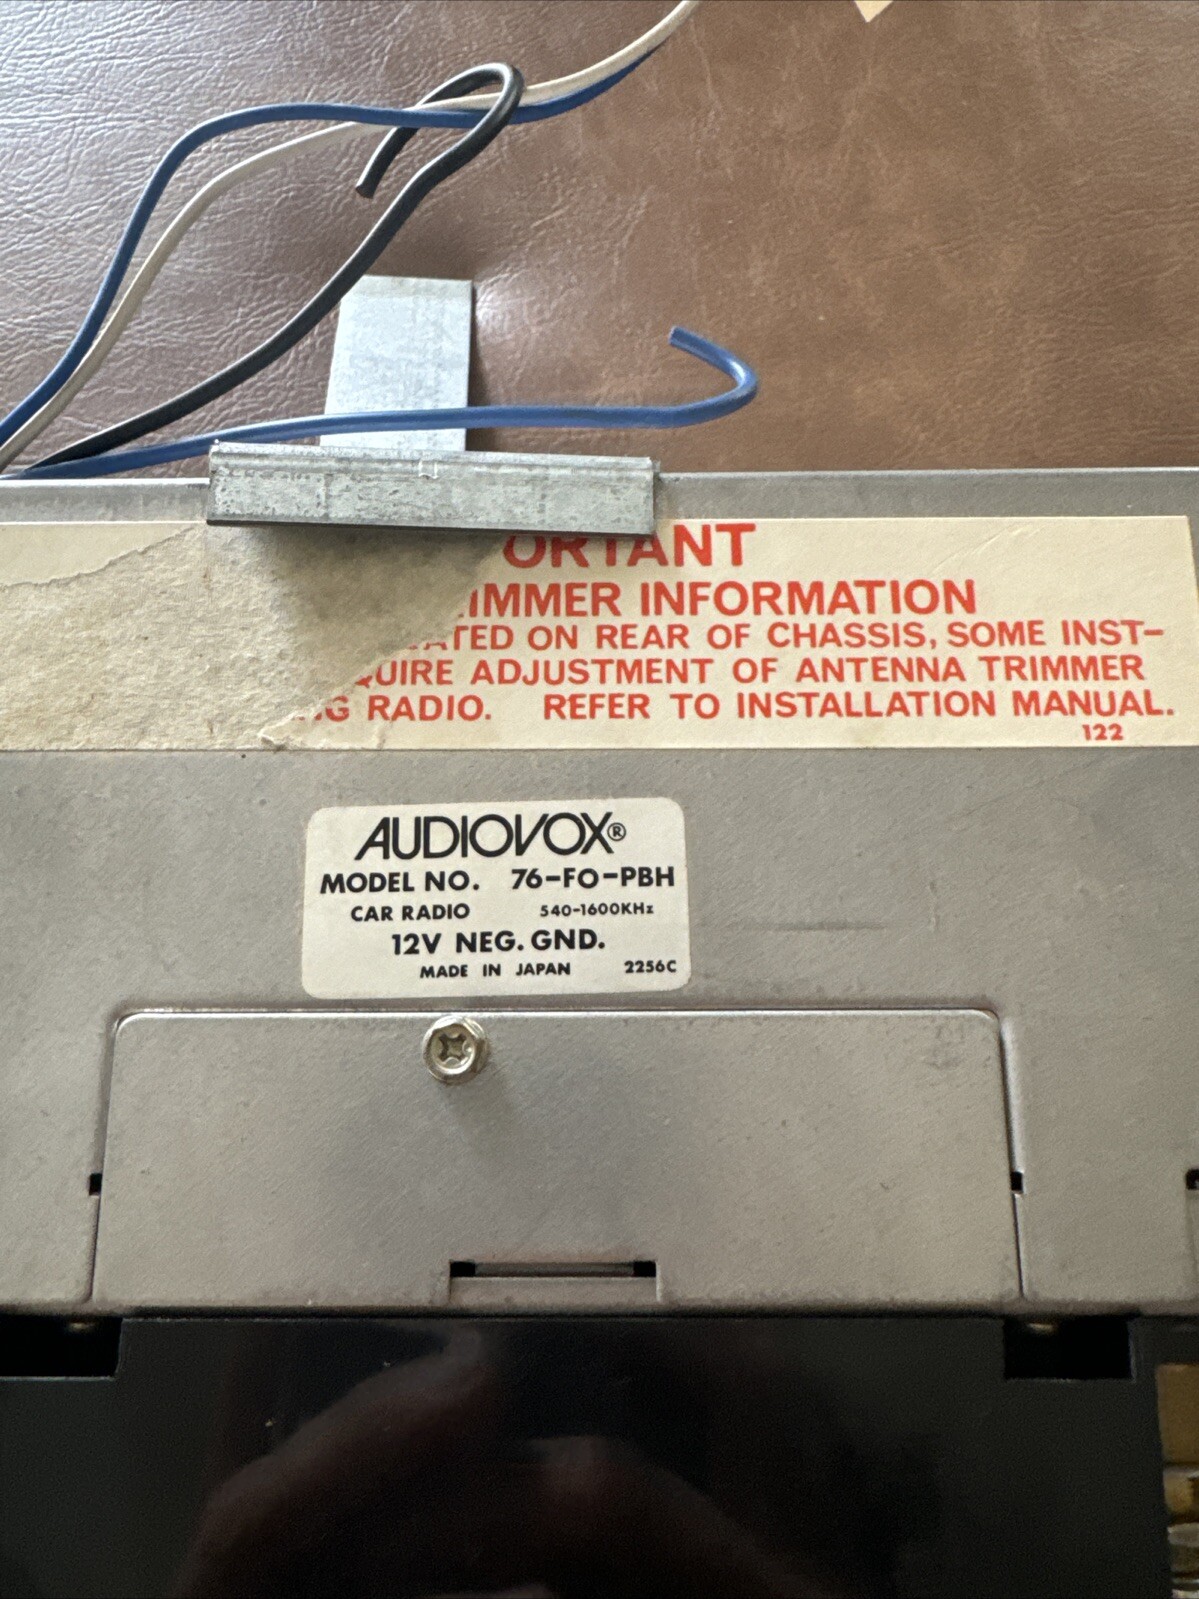 IMMER INFORMATION
ATED ON REAR OF CHASSIS, SOME INST-
QUIRE ADJUSTMENT OF ANTENNA TRIMMER
RADIO. REFER TO INSTALLATION MANUAL.
122
AUDIOVOX®
MODEL NO. 76-FO-PBH
CAR RADIO 540-1600KHz
12V NEG. GND.
MADE IN JAPAN 2256C